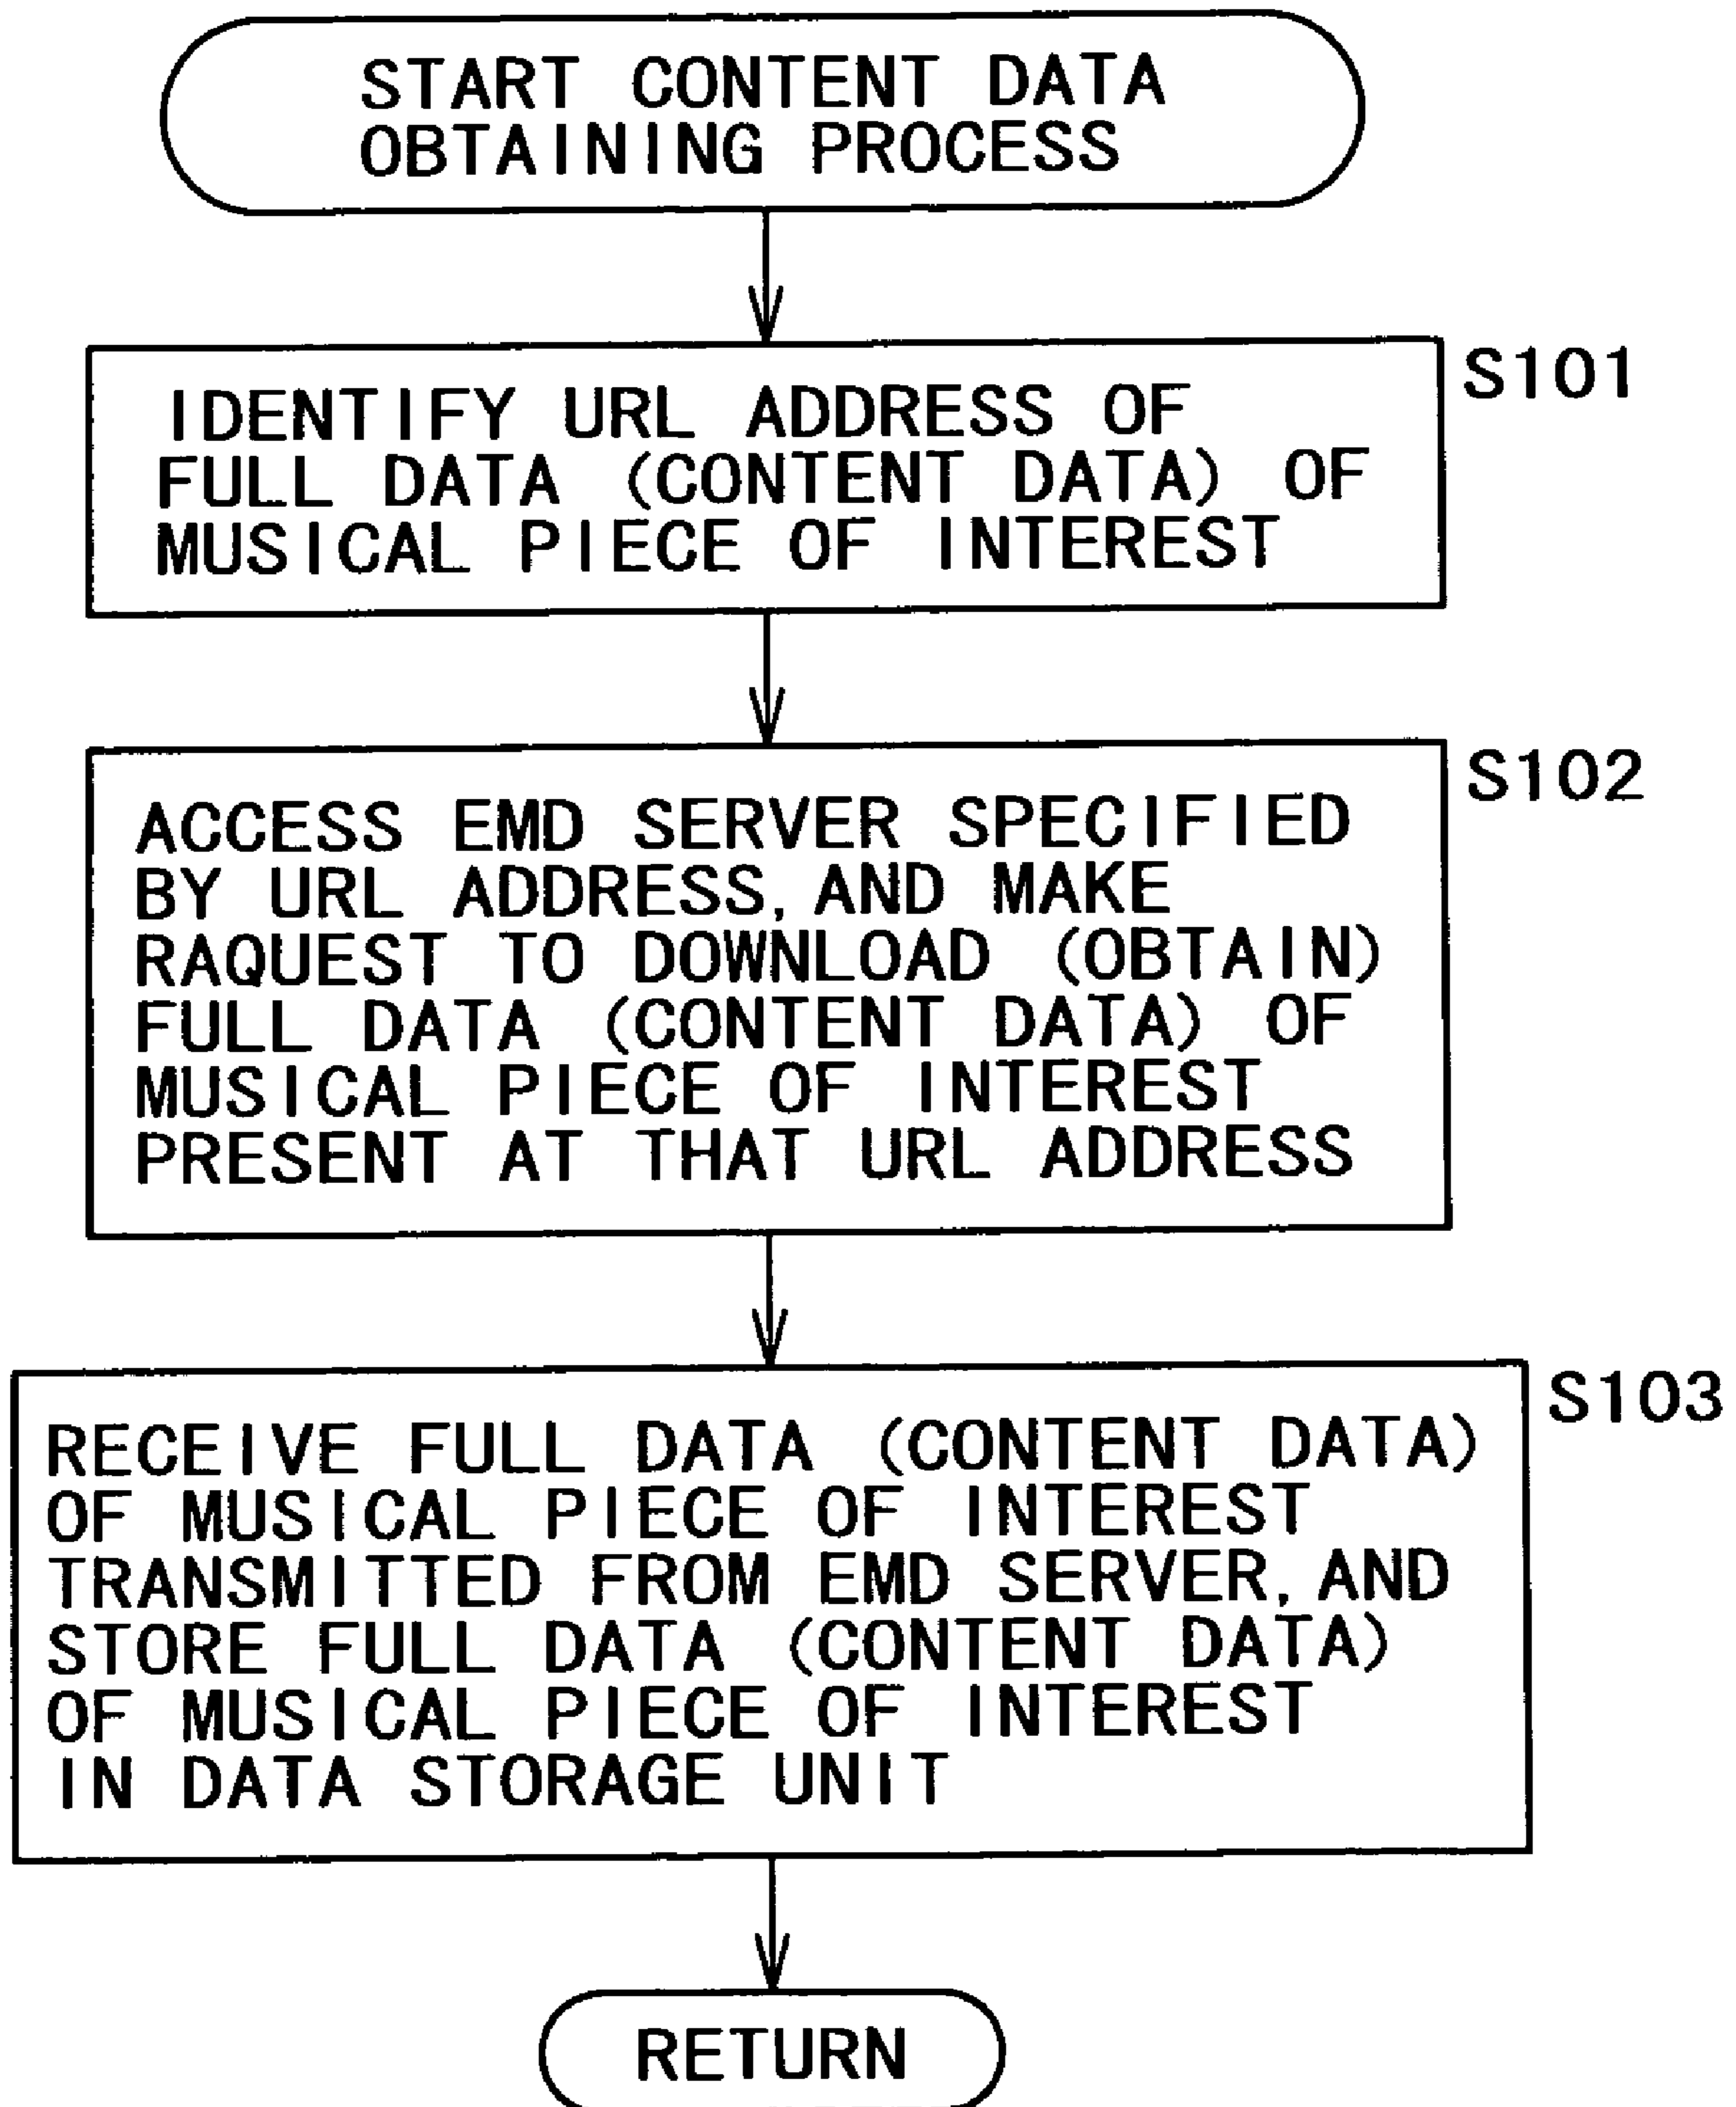 START CONTENT DATA
OBTAINING PROCESS
S101
IDENTIFY URL ADDRESS OF
FULL DATA (CONTENT DATA) OF
MUSICAL PIECE OF INTEREST
S102
ACCESS EMD SERVER SPECIFIED
BY URL ADDRESS, AND MAKE
RAQUEST TO DOWNLOAD (OBTAIN)
FULL DATA (CONTENT DATA) OF
MUSICAL PIECE OF INTEREST
PRESENT AT THAT URL ADDRESS
S103
RECEIVE FULL DATA (CONTENT DATA)
OF MUSICAL PIECE OF INTEREST
TRANSMITTED FROM EMD SERVER, AND
STORE FULL DATA (CONTENT DATA)
OF MUSICAL PIECE OF INTEREST
IN DATA STORAGE UNIT
RETURN